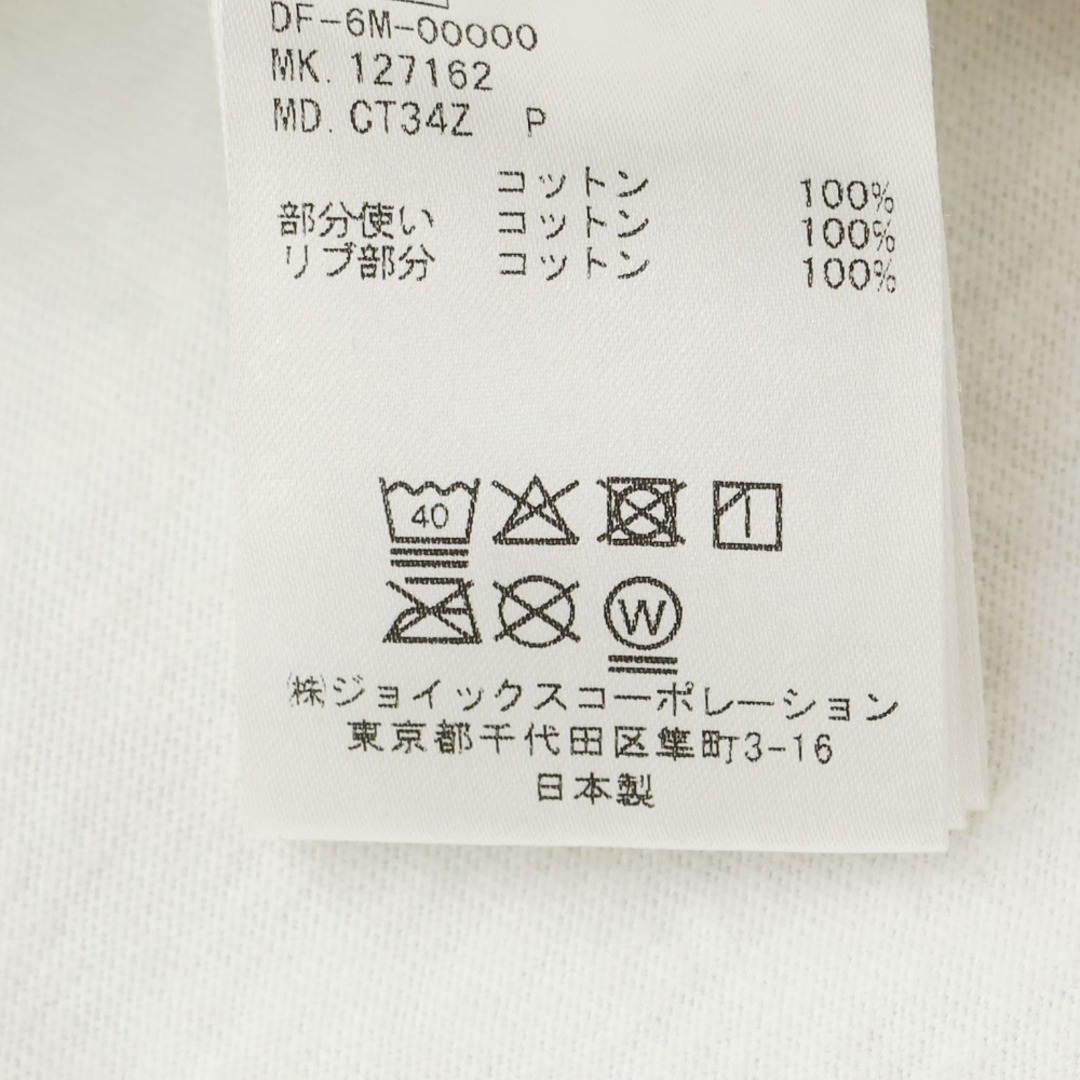 DF-6M-00000
MK. 127162
MD. CT34Z P
コットン 100%
部分使い コットン 100%
リブ部分 コットン 100%
40
W
㈱ジョイックスコーポレーション
東京都千代田区隼町3-16
日本製